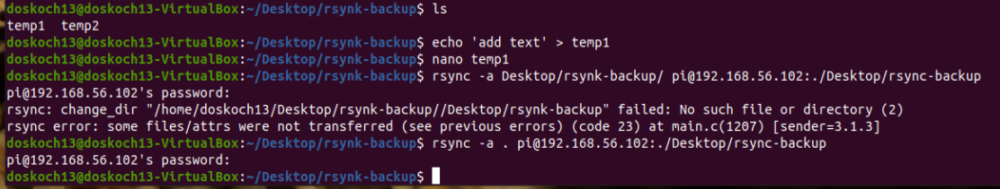 doskoch13@doskoch13-VirtualBox:~/Desktop/rsynk-backup$ ls
temp1  temp2
doskoch13@doskoch13-VirtualBox:~/Desktop/rsynk-backup$ echo 'add text' > temp1
doskoch13@doskoch13-VirtualBox:~/Desktop/rsynk-backup$ nano temp1
doskoch13@doskoch13-VirtualBox:~/Desktop/rsynk-backup$ rsync -a Desktop/rsynk-backup/ pi@192.168.56.102:./Desktop/rsync-backup
pi@192.168.56.102's password:
rsync: change_dir "/home/doskoch13/Desktop/rsynk-backup//Desktop/rsynk-backup" failed: No such file or directory (2)
rsync error: some files/attrs were not transferred (see previous errors) (code 23) at main.c(1207) [sender=3.1.3]
doskoch13@doskoch13-VirtualBox:~/Desktop/rsynk-backup$ rsync -a . pi@192.168.56.102:./Desktop/rsync-backup
pi@192.168.56.102's password:
doskoch13@doskoch13-VirtualBox:~/Desktop/rsynk-backup$